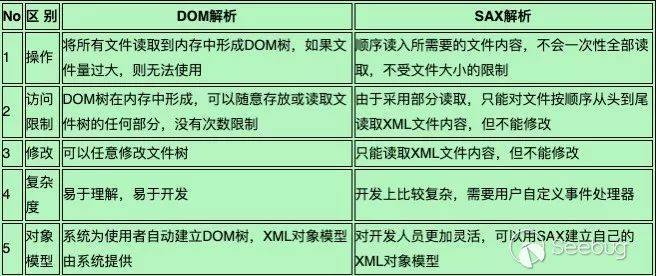 No 区 别 DOM解析 SAX解析
1 操作 将所有文件读取到内存中形成DOM树，如果文 顺序读入所需要的文件内容，不会一次性全部读
件量过大，则无法使用 取，不受文件大小的限制
2 访问 DOM树在内存中形成，可以随意存放或读取文 由于采用部分读取，只能对文件按顺序从头到尾
限制 件树的任何部分，没有次数限制 读取XML文件内容，但不能修改
3 修改 可以任意修改文件树 只能读取XML文件内容，但不能修改
4 复杂 易于理解，易于开发 开发上比较复杂，需要用户自定义事件处理器
度
5 对象 系统为使用者自动建立DOM树，XML对象模型 对开发人员更加灵活，可以用SAX建立自己的
模型 由系统提供 XML对象模型
Seebug